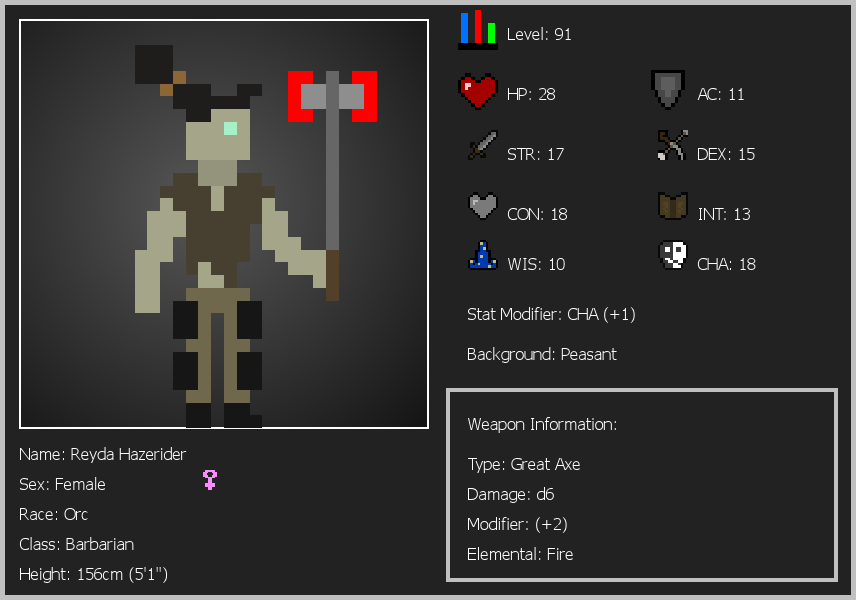 Level: 91
HP: 28
AC: 11
STR: 17
DEX: 15
CON: 18
INT: 13
WIS: 10
CHA: 18
Stat Modifier: CHA (+1)
Background: Peasant
Weapon Information:
Type: Great Axe
Damage: d6
Modifier: (+2)
Elemental: Fire
Name: Reyda Hazerider
Sex: Female
Race: Orc
Class: Barbarian
Height: 156cm (5'1")